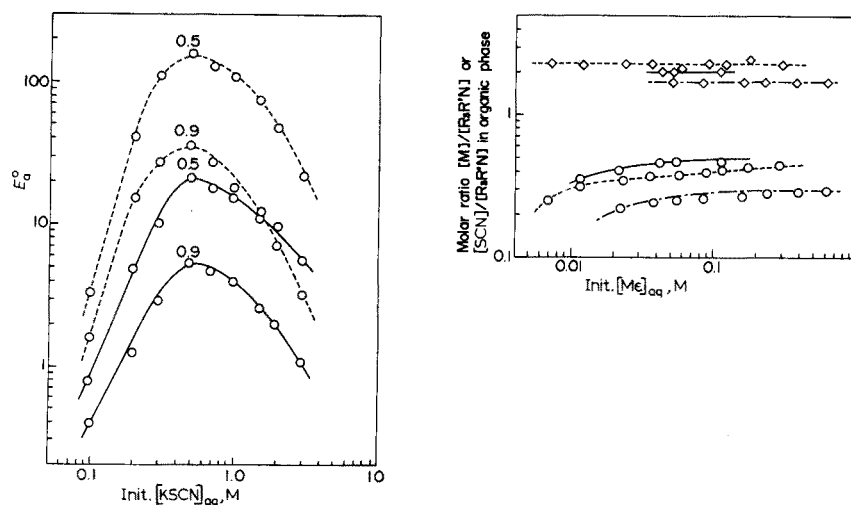 0.5
0.9
0.5
0.9
100
10
1
E°ₐ
0.1
1.0
10
Init. [KSCN]aq, M
Molar ratio [M]/[R₃R'N] or
[SCN]/[R₃R'N] in organic phase
1
0.1
0.01
0.1
Init. [Mε]aq, M